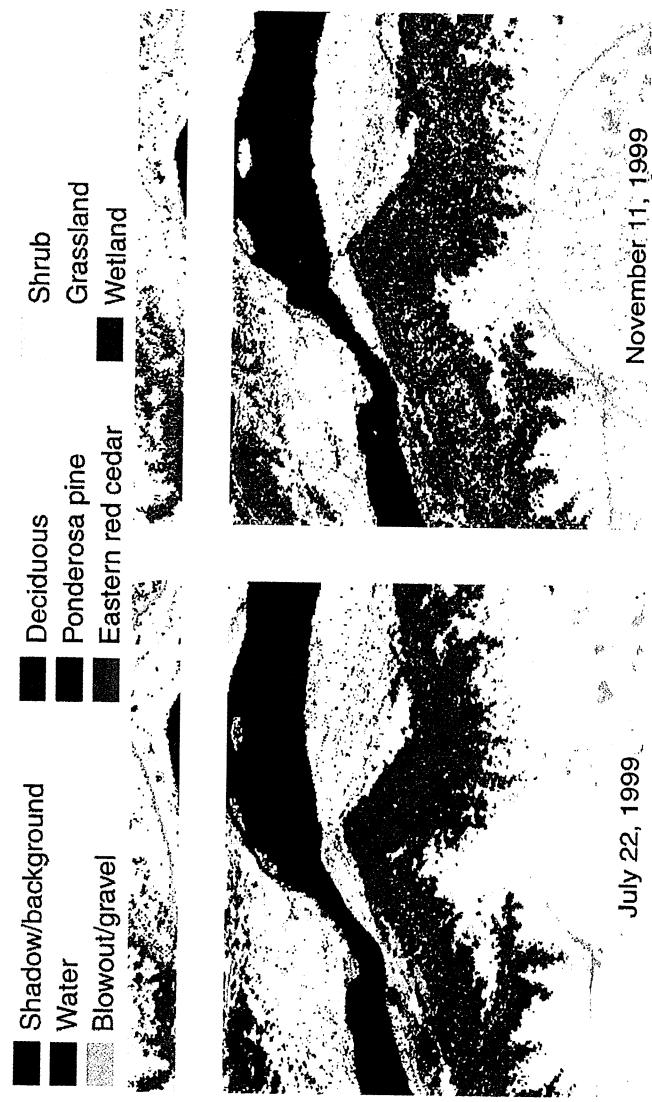 Shadow/background
Water
Blowout/gravel
Deciduous
Ponderosa pine
Eastern red cedar
Shrub
Grassland
Wetland
July 22, 1999
November 11, 1999